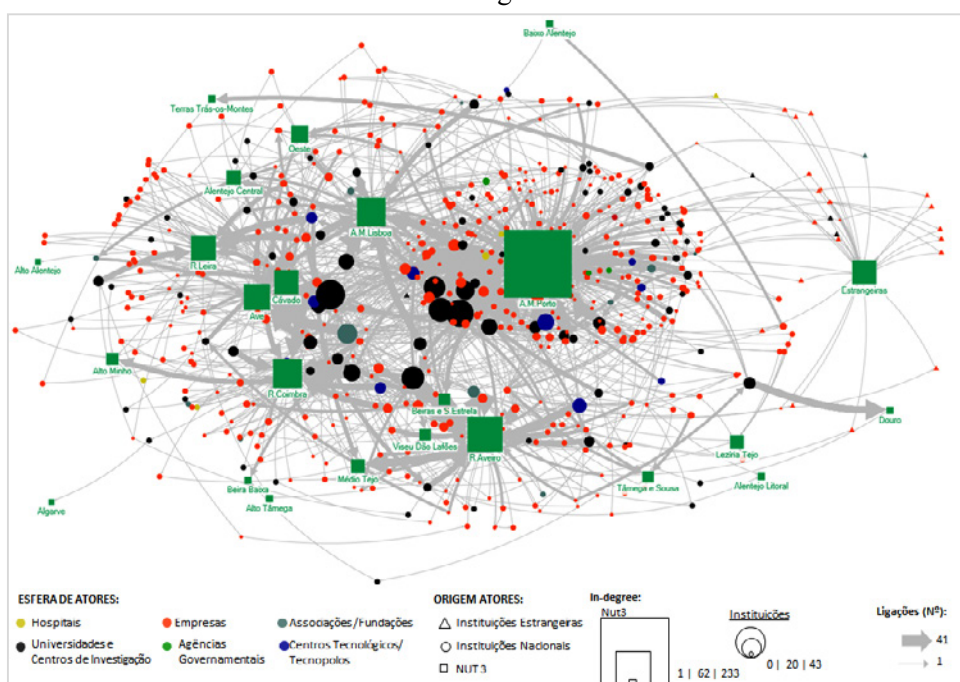 Baixo Alentejo
Terras Trás-os-Montes
Oeste
Alentejo Central
A.M.Lisboa
R.Leiria
Alto Alentejo
Cávado
Ave
A.M.Porto
Estrangeiras
Alto Minho
R.Coimbra
Beiras e S.Estrela
Douro
Viseu Dão Lafões
R.Aveiro
Lezíria Tejo
Médio Tejo
Beira Baixa
Tâmega e Sousa
Alentejo Litoral
Alto Tâmega
Algarve
ESFERA DE ATORES:
Hospitais
Empresas
Associações/Fundações
Universidades e
Centros de Investigação
Agências
Governamentais
Centros Tecnológicos/
Tecnopolos
ORIGEM ATORES:
Instituições Estrangeiras
Instituições Nacionais
NUT 3
In-degree:
Nut3
1 | 62 | 233
Instituições
0 | 20 | 43
Ligações (Nº):
41
1